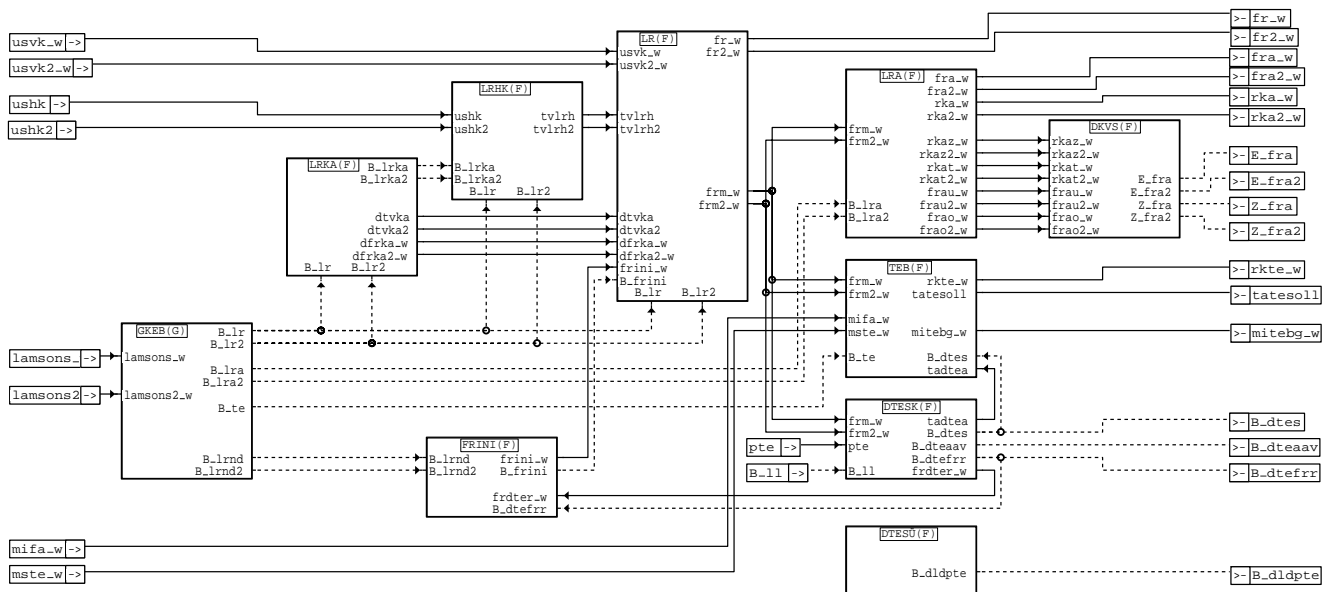 usvk_w ->
usvk2_w ->
ushk ->
ushk2 ->
lamsons_ ->
lamsons2 ->
mifa_w ->
mste_w ->
GKEB(G)
lamsons_w
lamsons2_w
B_lr
B_lr2
B_lra
B_lra2
B_te
B_lrnd
B_lrnd2
LRKA(F)
B_lrka
B_lrka2
dtvka
dtvka2
dfrka_w
dfrka2_w
B_lr B_lr2
LRHK(F)
ushk
ushk2
tvlrh
tvlrh2
B_lrka
B_lrka2
B_lr B_lr2
FRINI(F)
B_lrnd
B_lrnd2
frini_w
B_frini
frdter_w
B_dtefrr
LR(F)
usvk_w
usvk2_w
fr_w
fr2_w
tvlrh
tvlrh2
frm_w
frm2_w
dtvka
dtvka2
dfrka_w
dfrka2_w
frini_w
B_frini
B_lr B_lr2
LRA(F)
fra_w
fra2_w
rka_w
rka2_w
frm_w
frm2_w
rkaz_w
rkaz2_w
rkat_w
rkat2_w
frau_w
frau2_w
frao_w
frao2_w
B_lra
B_lra2
DKVS(F)
rkaz_w
rkaz2_w
rkat_w
rkat2_w
frau_w
frau2_w
frao_w
frao2_w
E_fra
E_fra2
Z_fra
Z_fra2
TEB(F)
frm_w
frm2_w
mifa_w
mste_w
B_te
rkte_w
tatesoll
mitebg_w
B_dtes
tadtea
DTESK(F)
frm_w
frm2_w
pte
B_ll
tadtea
B_dtes
B_dteaav
B_dtefrr
frdter_w
pte ->
B_ll ->
DTESÜ(F)
B_dldpte
>- fr_w
>- fr2_w
>- fra_w
>- fra2_w
>- rka_w
>- rka2_w
>- E_fra
>- E_fra2
>- Z_fra
>- Z_fra2
>- rkte_w
>- tatesoll
>- mitebg_w
>- B_dtes
>- B_dteaav
>- B_dtefrr
>- B_dldpte